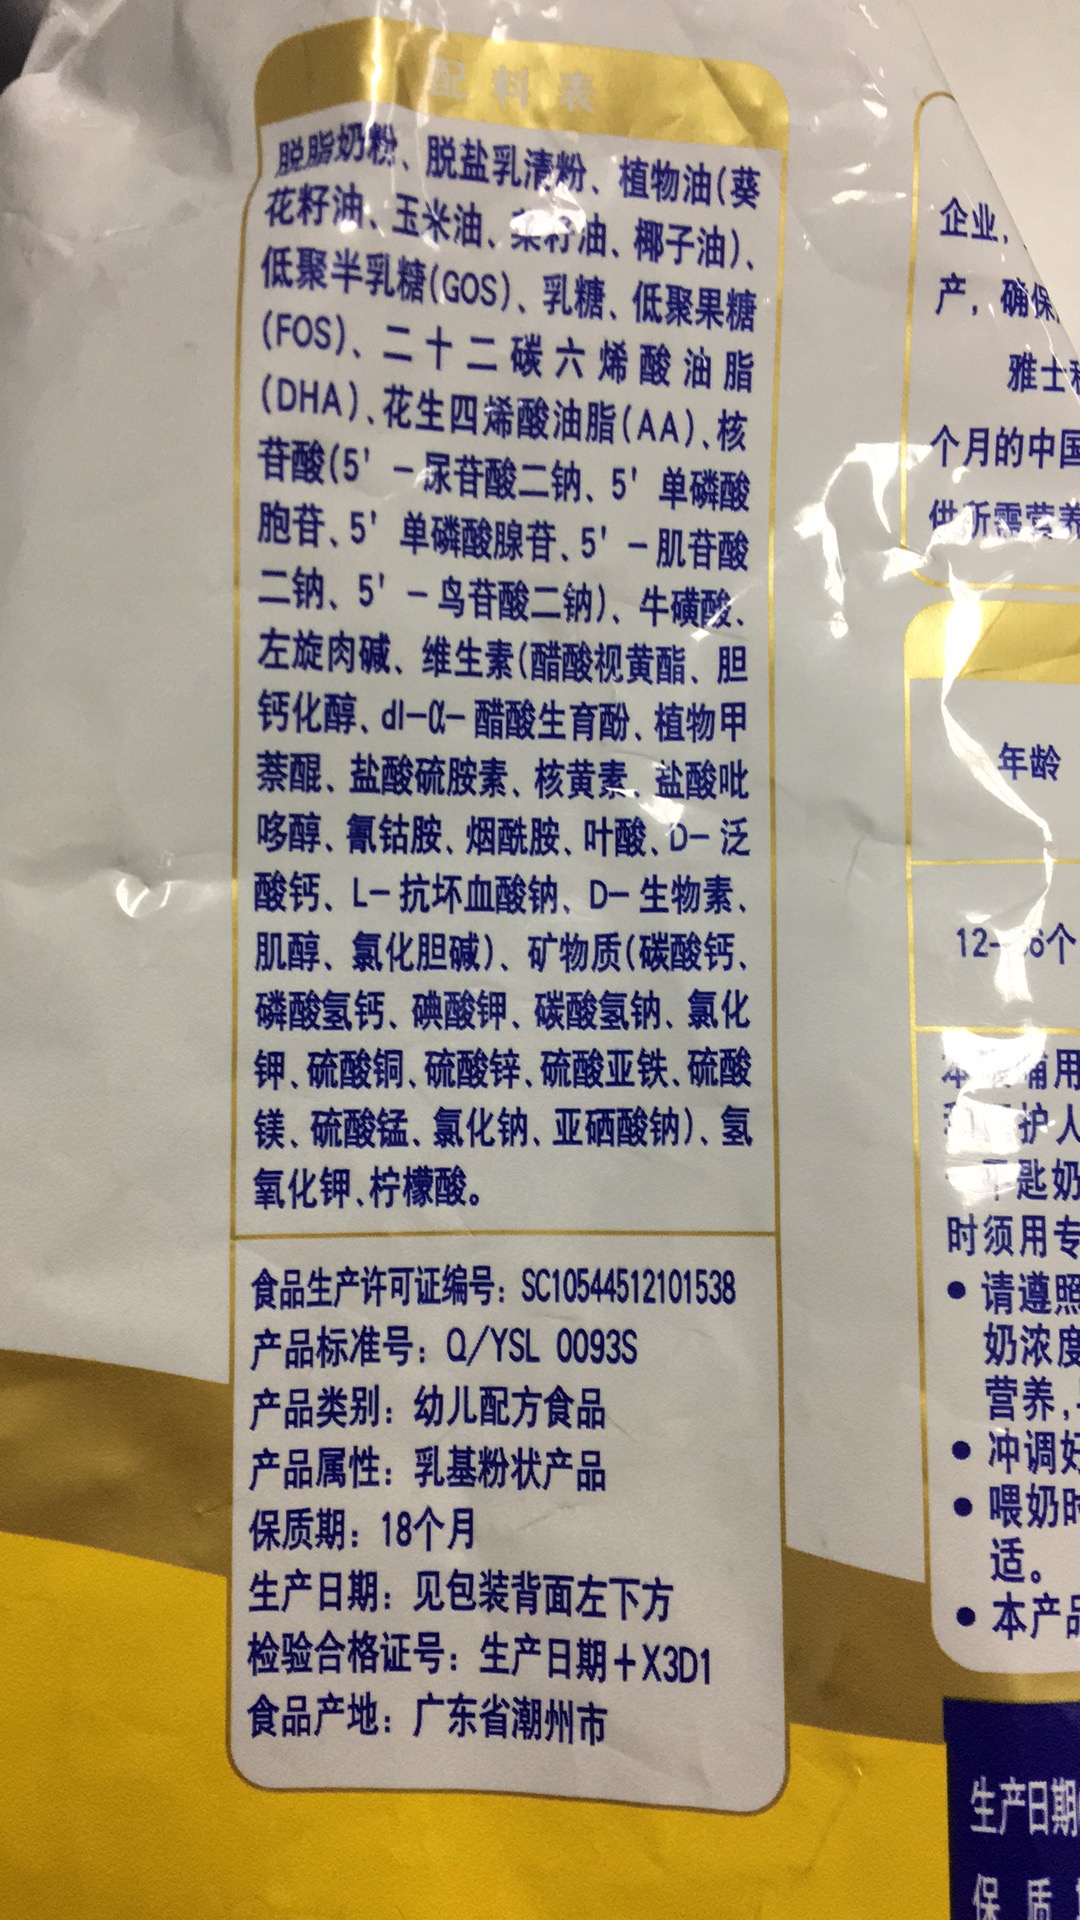 配料表
脱脂奶粉、脱盐乳清粉、植物油(葵
花籽油、玉米油、菜籽油、椰子油)、
低聚半乳糖(GOS)、乳糖、低聚果糖
(FOS)、二十二碳六烯酸油脂
(DHA)、花生四烯酸油脂(AA)、核
苷酸(5'－尿苷酸二钠、5'单磷酸
胞苷、5'单磷酸腺苷、5'－肌苷酸
二钠、5'－鸟苷酸二钠)、牛磺酸、
左旋肉碱、维生素(醋酸视黄酯、胆
钙化醇、dl－α－醋酸生育酚、植物甲
萘醌、盐酸硫胺素、核黄素、盐酸吡
哆醇、氰钴胺、烟酰胺、叶酸、D－泛
酸钙、L－抗坏血酸钠、D－生物素、
肌醇、氯化胆碱)、矿物质(碳酸钙、
磷酸氢钙、碘酸钾、碳酸氢钠、氯化
钾、硫酸铜、硫酸锌、硫酸亚铁、硫酸
镁、硫酸锰、氯化钠、亚硒酸钠)、氢
氧化钾、柠檬酸。
食品生产许可证编号：SC10544512101538
产品标准号：Q/YSL 0093S
产品类别：幼儿配方食品
产品属性：乳基粉状产品
保质期：18个月
生产日期：见包装背面左下方
检验合格证号：生产日期＋X3D1
食品产地：广东省潮州市
企业,
产，确保
雅士
个月的中国
供所需营养
年龄
12-36个
用
护人
平匙奶
时须用专
● 请遵照
奶浓度
营养,
● 冲调好
● 喂奶时
适。
● 本产品
生产日期
保 质